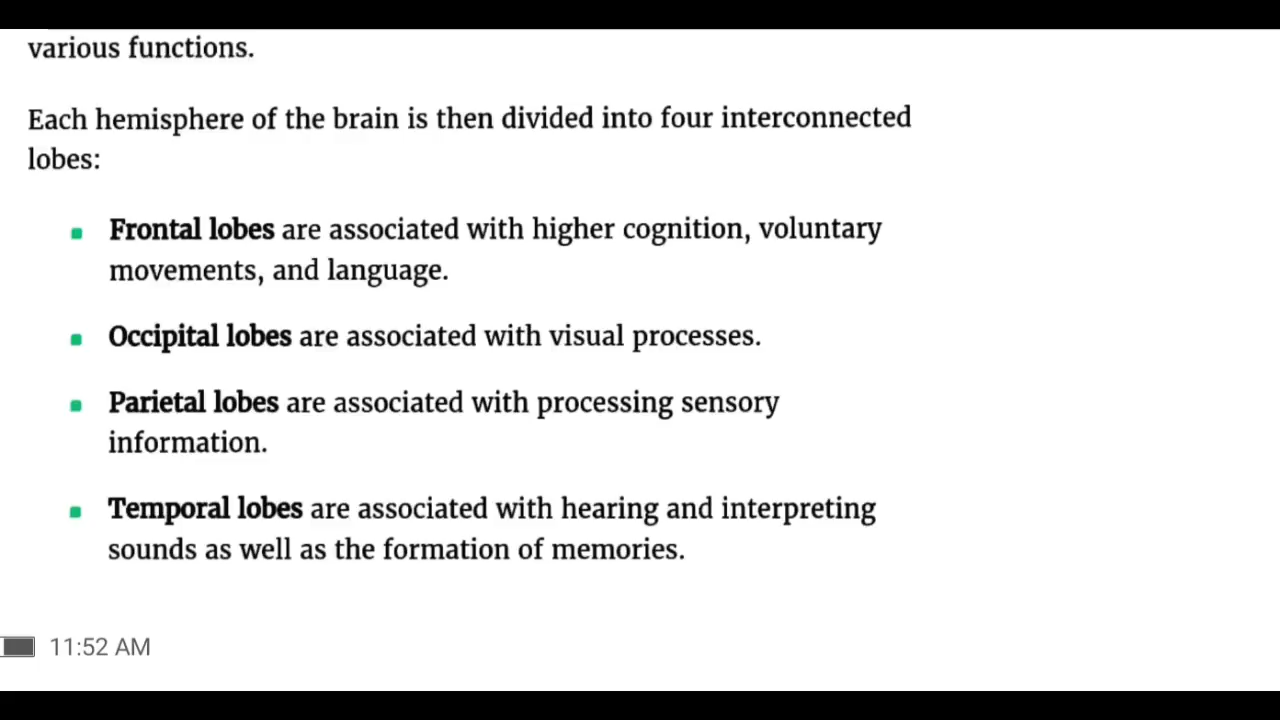 various functions.
Each hemisphere of the brain is then divided into four interconnected
lobes:
Frontal lobes are associated with higher cognition, voluntary
movements, and language.
Occipital lobes are associated with visual processes.
Parietal lobes are associated with processing sensory
information.
Temporal lobes are associated with hearing and interpreting
sounds as well as the formation of memories.
11:52 AM